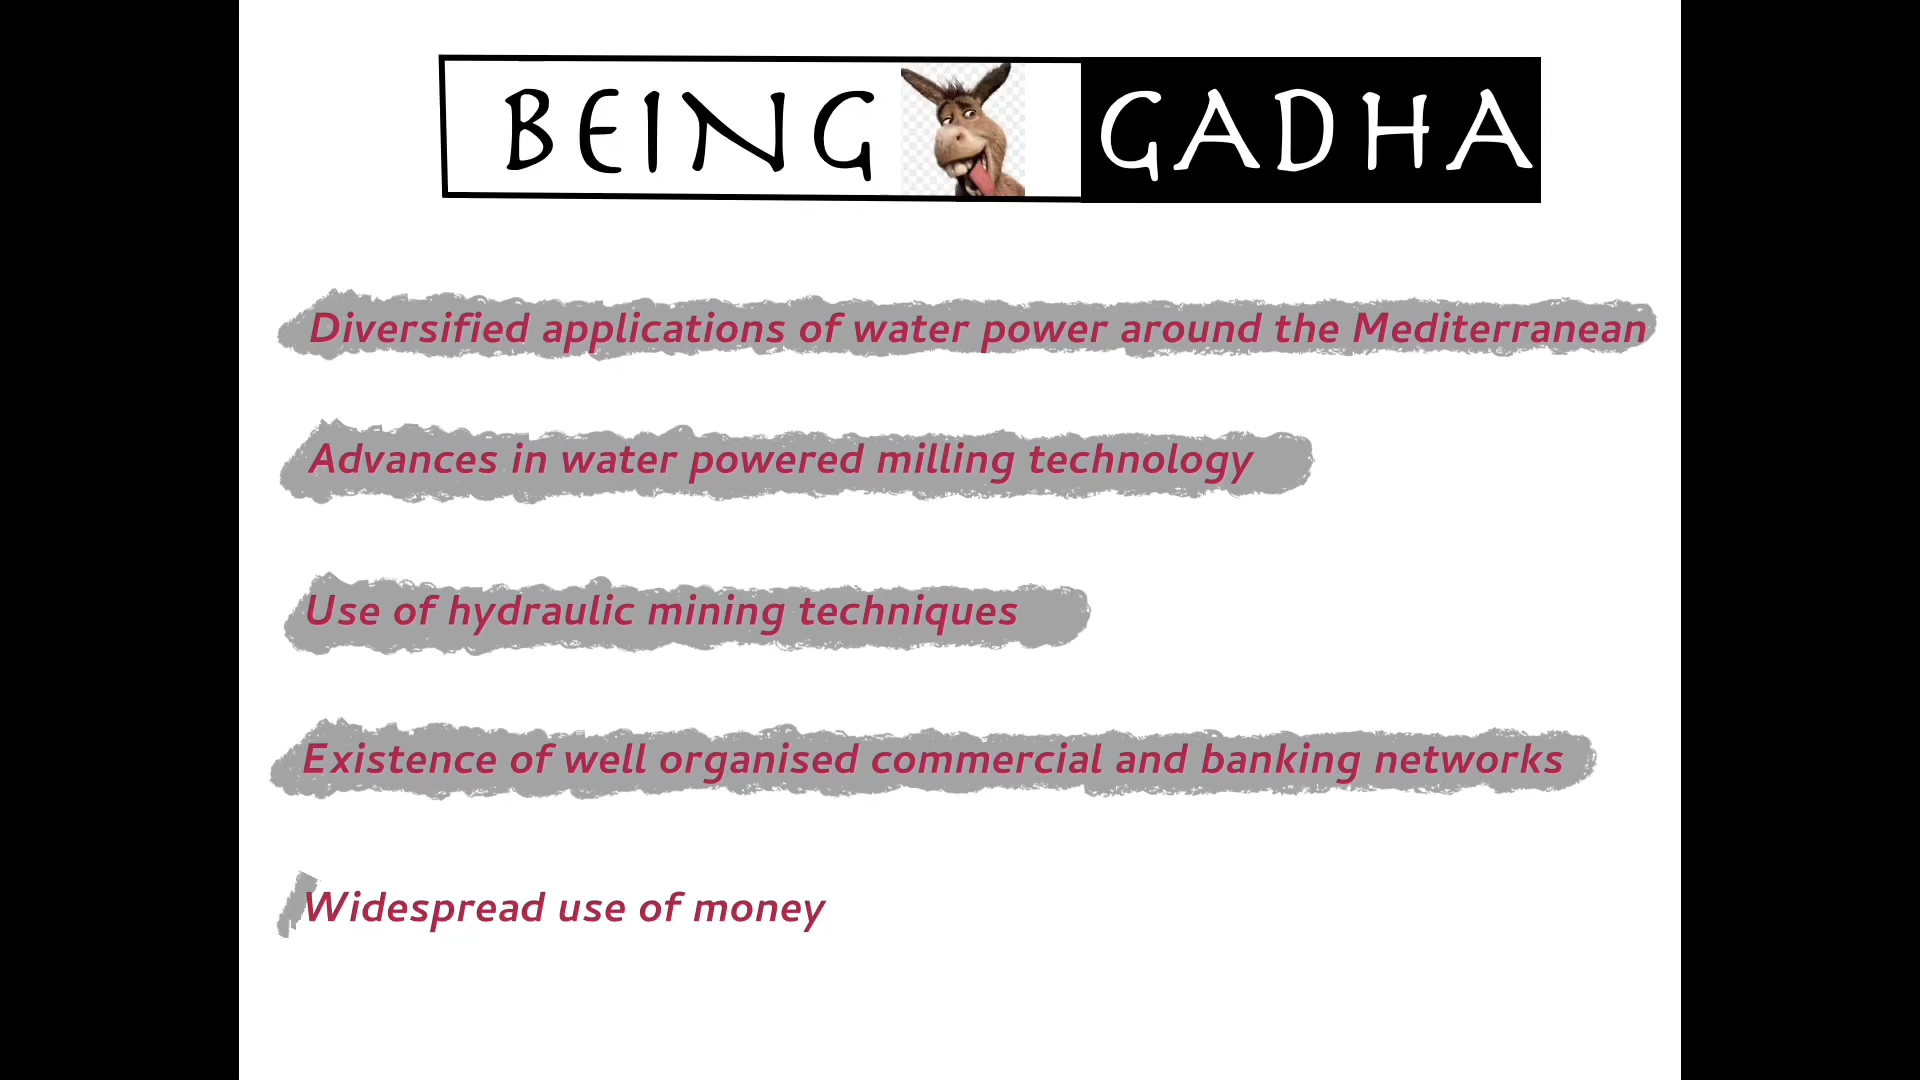 BEING GADHA
Diversified applications of water power around the Mediterranean
Advances in water powered milling technology
Use of hydraulic mining techniques
Existence of well organised commercial and banking networks
Widespread use of money